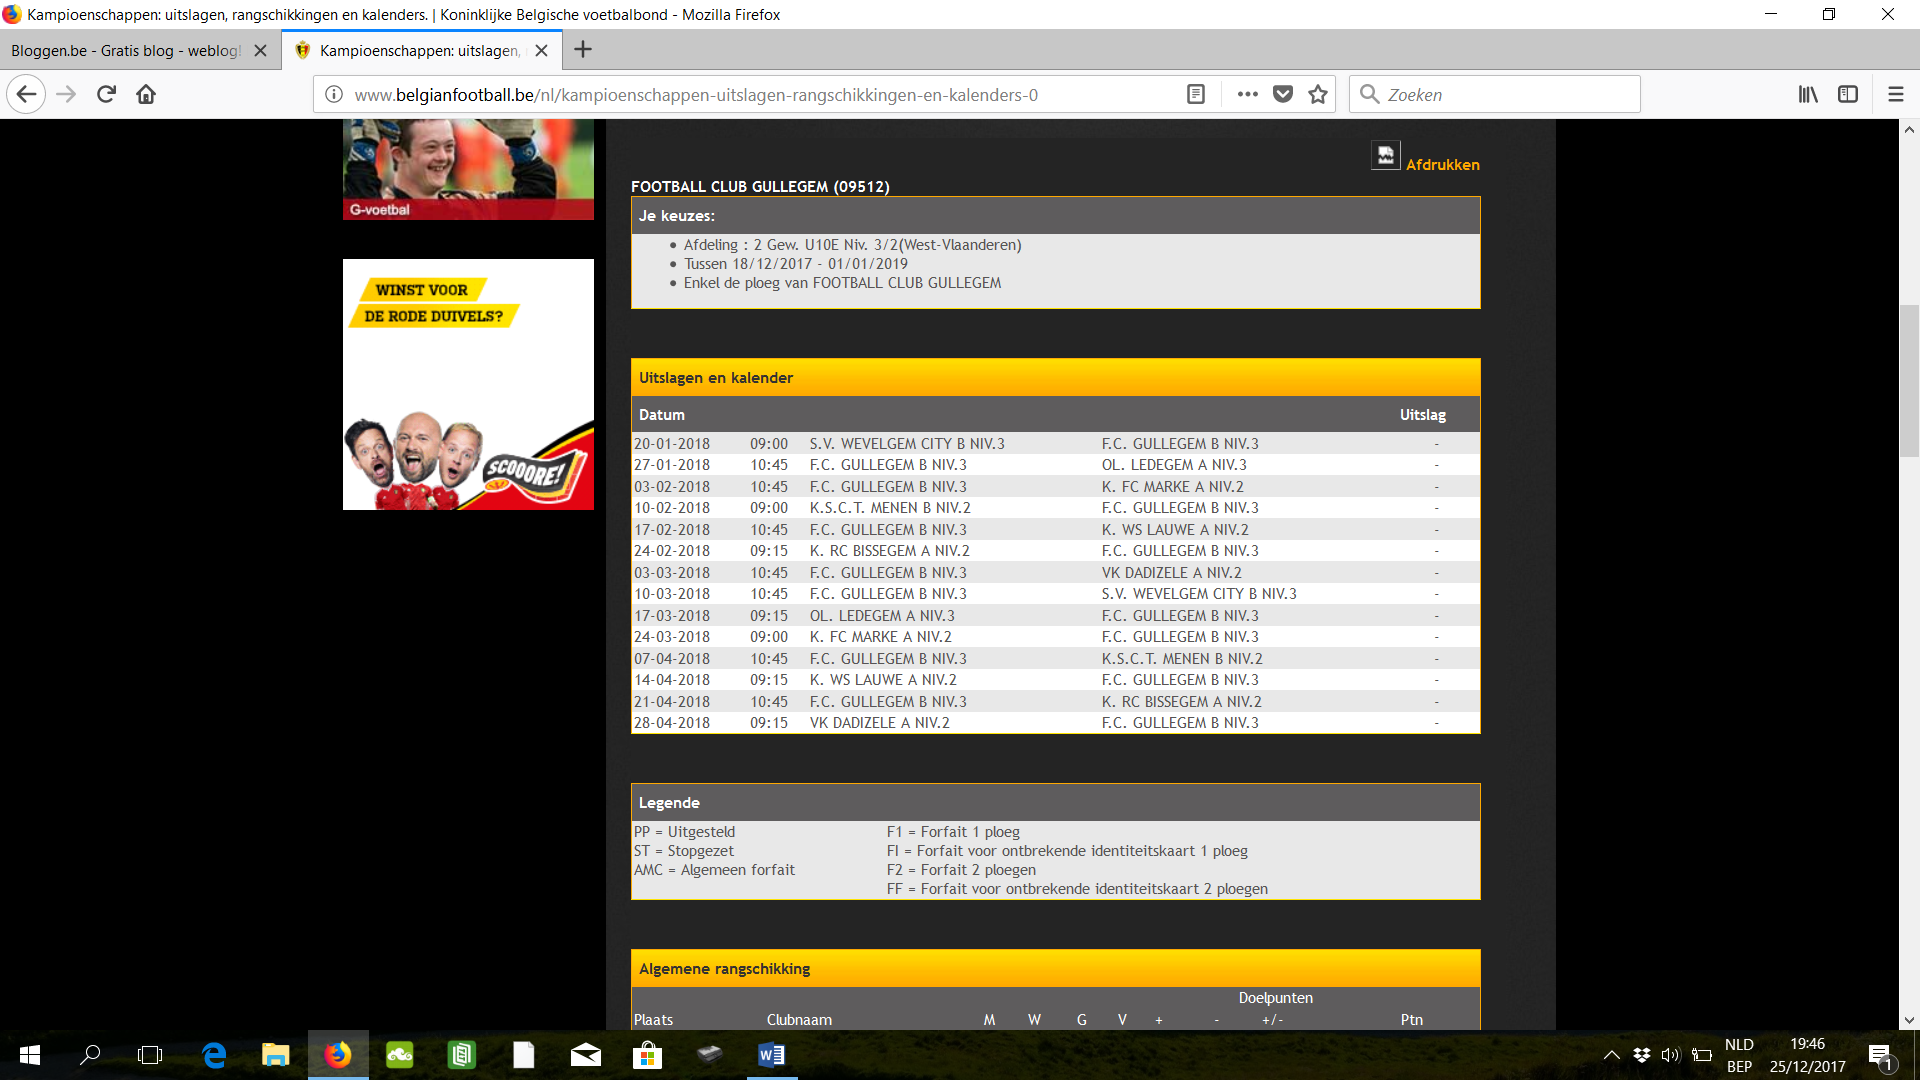 Kampioenschappen: uitslagen, rangschikkingen en kalenders. | Koninklijke Belgische voetbalbond - Mozilla Firefox
Bloggen.be - Gratis blog - weblog!
Kampioenschappen: uitslagen,
www.belgianfootball.be/nl/kampioenschappen-uitslagen-rangschikkingen-en-kalenders-0
Zoeken
G-voetbal
WINST VOOR
DE RODE DUIVELS?
SCOOORE!
Afdrukken
FOOTBALL CLUB GULLEGEM (09512)
Je keuzes:
• Afdeling : 2 Gew. U10E Niv. 3/2(West-Vlaanderen)
• Tussen 18/12/2017 - 01/01/2019
• Enkel de ploeg van FOOTBALL CLUB GULLEGEM
Uitslagen en kalender
Datum Uitslag
20-01-2018 09:00 S.V. WEVELGEM CITY B NIV.3 F.C. GULLEGEM B NIV.3 -
27-01-2018 10:45 F.C. GULLEGEM B NIV.3 OL. LEDEGEM A NIV.3 -
03-02-2018 10:45 F.C. GULLEGEM B NIV.3 K. FC MARKE A NIV.2 -
10-02-2018 09:00 K.S.C.T. MENEN B NIV.2 F.C. GULLEGEM B NIV.3 -
17-02-2018 10:45 F.C. GULLEGEM B NIV.3 K. WS LAUWE A NIV.2 -
24-02-2018 09:15 K. RC BISSEGEM A NIV.2 F.C. GULLEGEM B NIV.3 -
03-03-2018 10:45 F.C. GULLEGEM B NIV.3 VK DADIZELE A NIV.2 -
10-03-2018 10:45 F.C. GULLEGEM B NIV.3 S.V. WEVELGEM CITY B NIV.3 -
17-03-2018 09:15 OL. LEDEGEM A NIV.3 F.C. GULLEGEM B NIV.3 -
24-03-2018 09:00 K. FC MARKE A NIV.2 F.C. GULLEGEM B NIV.3 -
07-04-2018 10:45 F.C. GULLEGEM B NIV.3 K.S.C.T. MENEN B NIV.2 -
14-04-2018 09:15 K. WS LAUWE A NIV.2 F.C. GULLEGEM B NIV.3 -
21-04-2018 10:45 F.C. GULLEGEM B NIV.3 K. RC BISSEGEM A NIV.2 -
28-04-2018 09:15 VK DADIZELE A NIV.2 F.C. GULLEGEM B NIV.3 -
Legende
PP = Uitgesteld F1 = Forfait 1 ploeg
ST = Stopgezet FI = Forfait voor ontbrekende identiteitskaart 1 ploeg
AMC = Algemeen forfait F2 = Forfait 2 ploegen
FF = Forfait voor ontbrekende identiteitskaart 2 ploegen
Algemene rangschikking
Doelpunten
Plaats Clubnaam M W G V + - +/- Ptn
NLD 19:46
BEP 25/12/2017
1